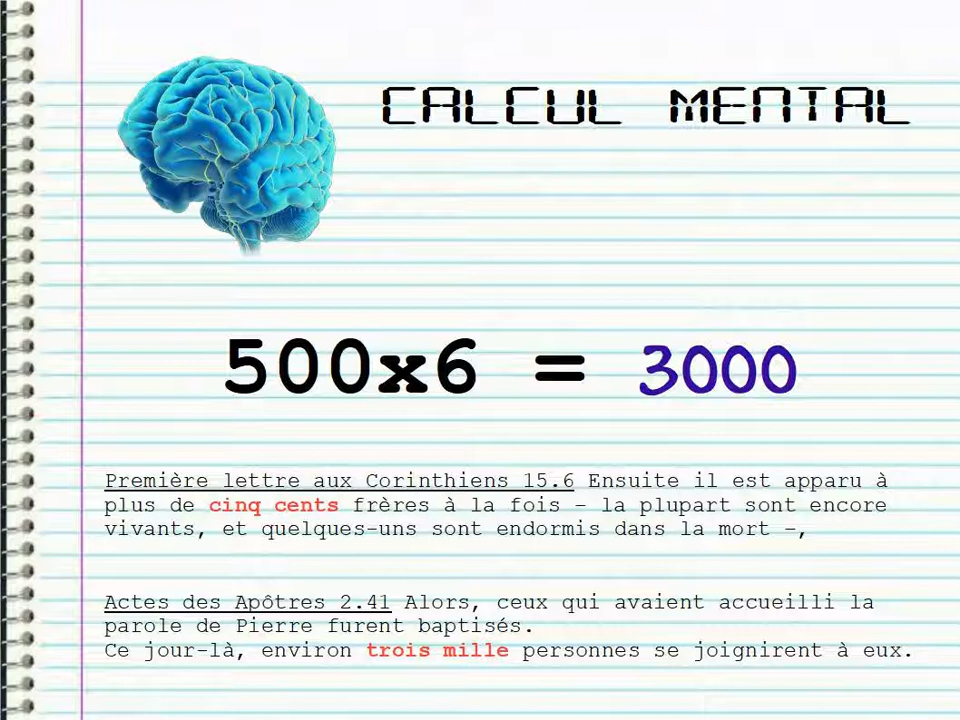 CALCUL MENTAL
500x6 = 3000
Première lettre aux Corinthiens 15.6 Ensuite il est apparu à
plus de cinq cents frères à la fois – la plupart sont encore
vivants, et quelques-uns sont endormis dans la mort –,
Actes des Apôtres 2.41 Alors, ceux qui avaient accueilli la
parole de Pierre furent baptisés.
Ce jour-là, environ trois mille personnes se joignirent à eux.